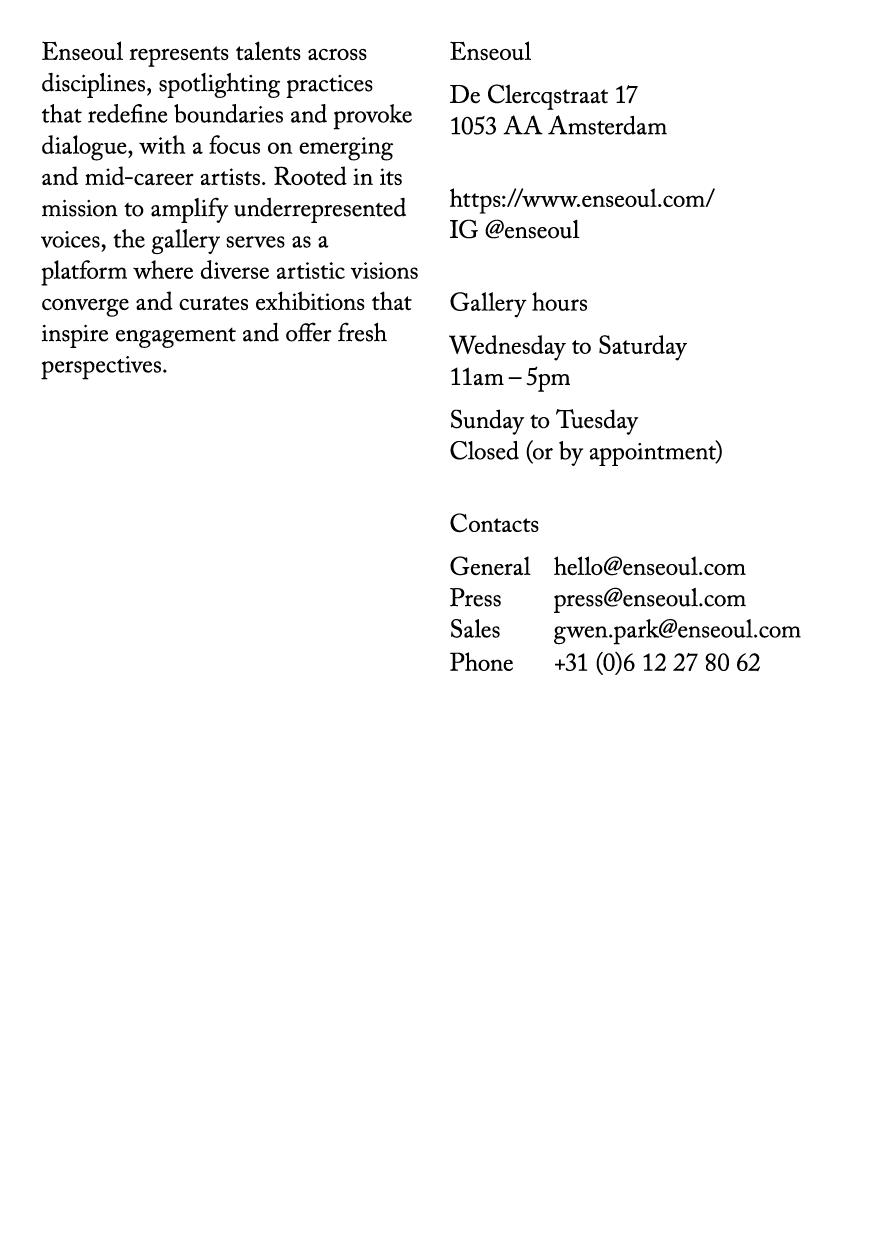 Enseoul represents talents across
disciplines, spotlighting practices
that redefine boundaries and provoke
dialogue, with a focus on emerging
and mid-career artists. Rooted in its
mission to amplify underrepresented
voices, the gallery serves as a
platform where diverse artistic visions
converge and curates exhibitions that
inspire engagement and offer fresh
perspectives.
Enseoul
De Clercqstraat 17
1053 AA Amsterdam
https://www.enseoul.com/
IG @enseoul
Gallery hours
Wednesday to Saturday
11am – 5pm
Sunday to Tuesday
Closed (or by appointment)
Contacts
General hello@enseoul.com
Press press@enseoul.com
Sales gwen.park@enseoul.com
Phone +31 (0)6 12 27 80 62